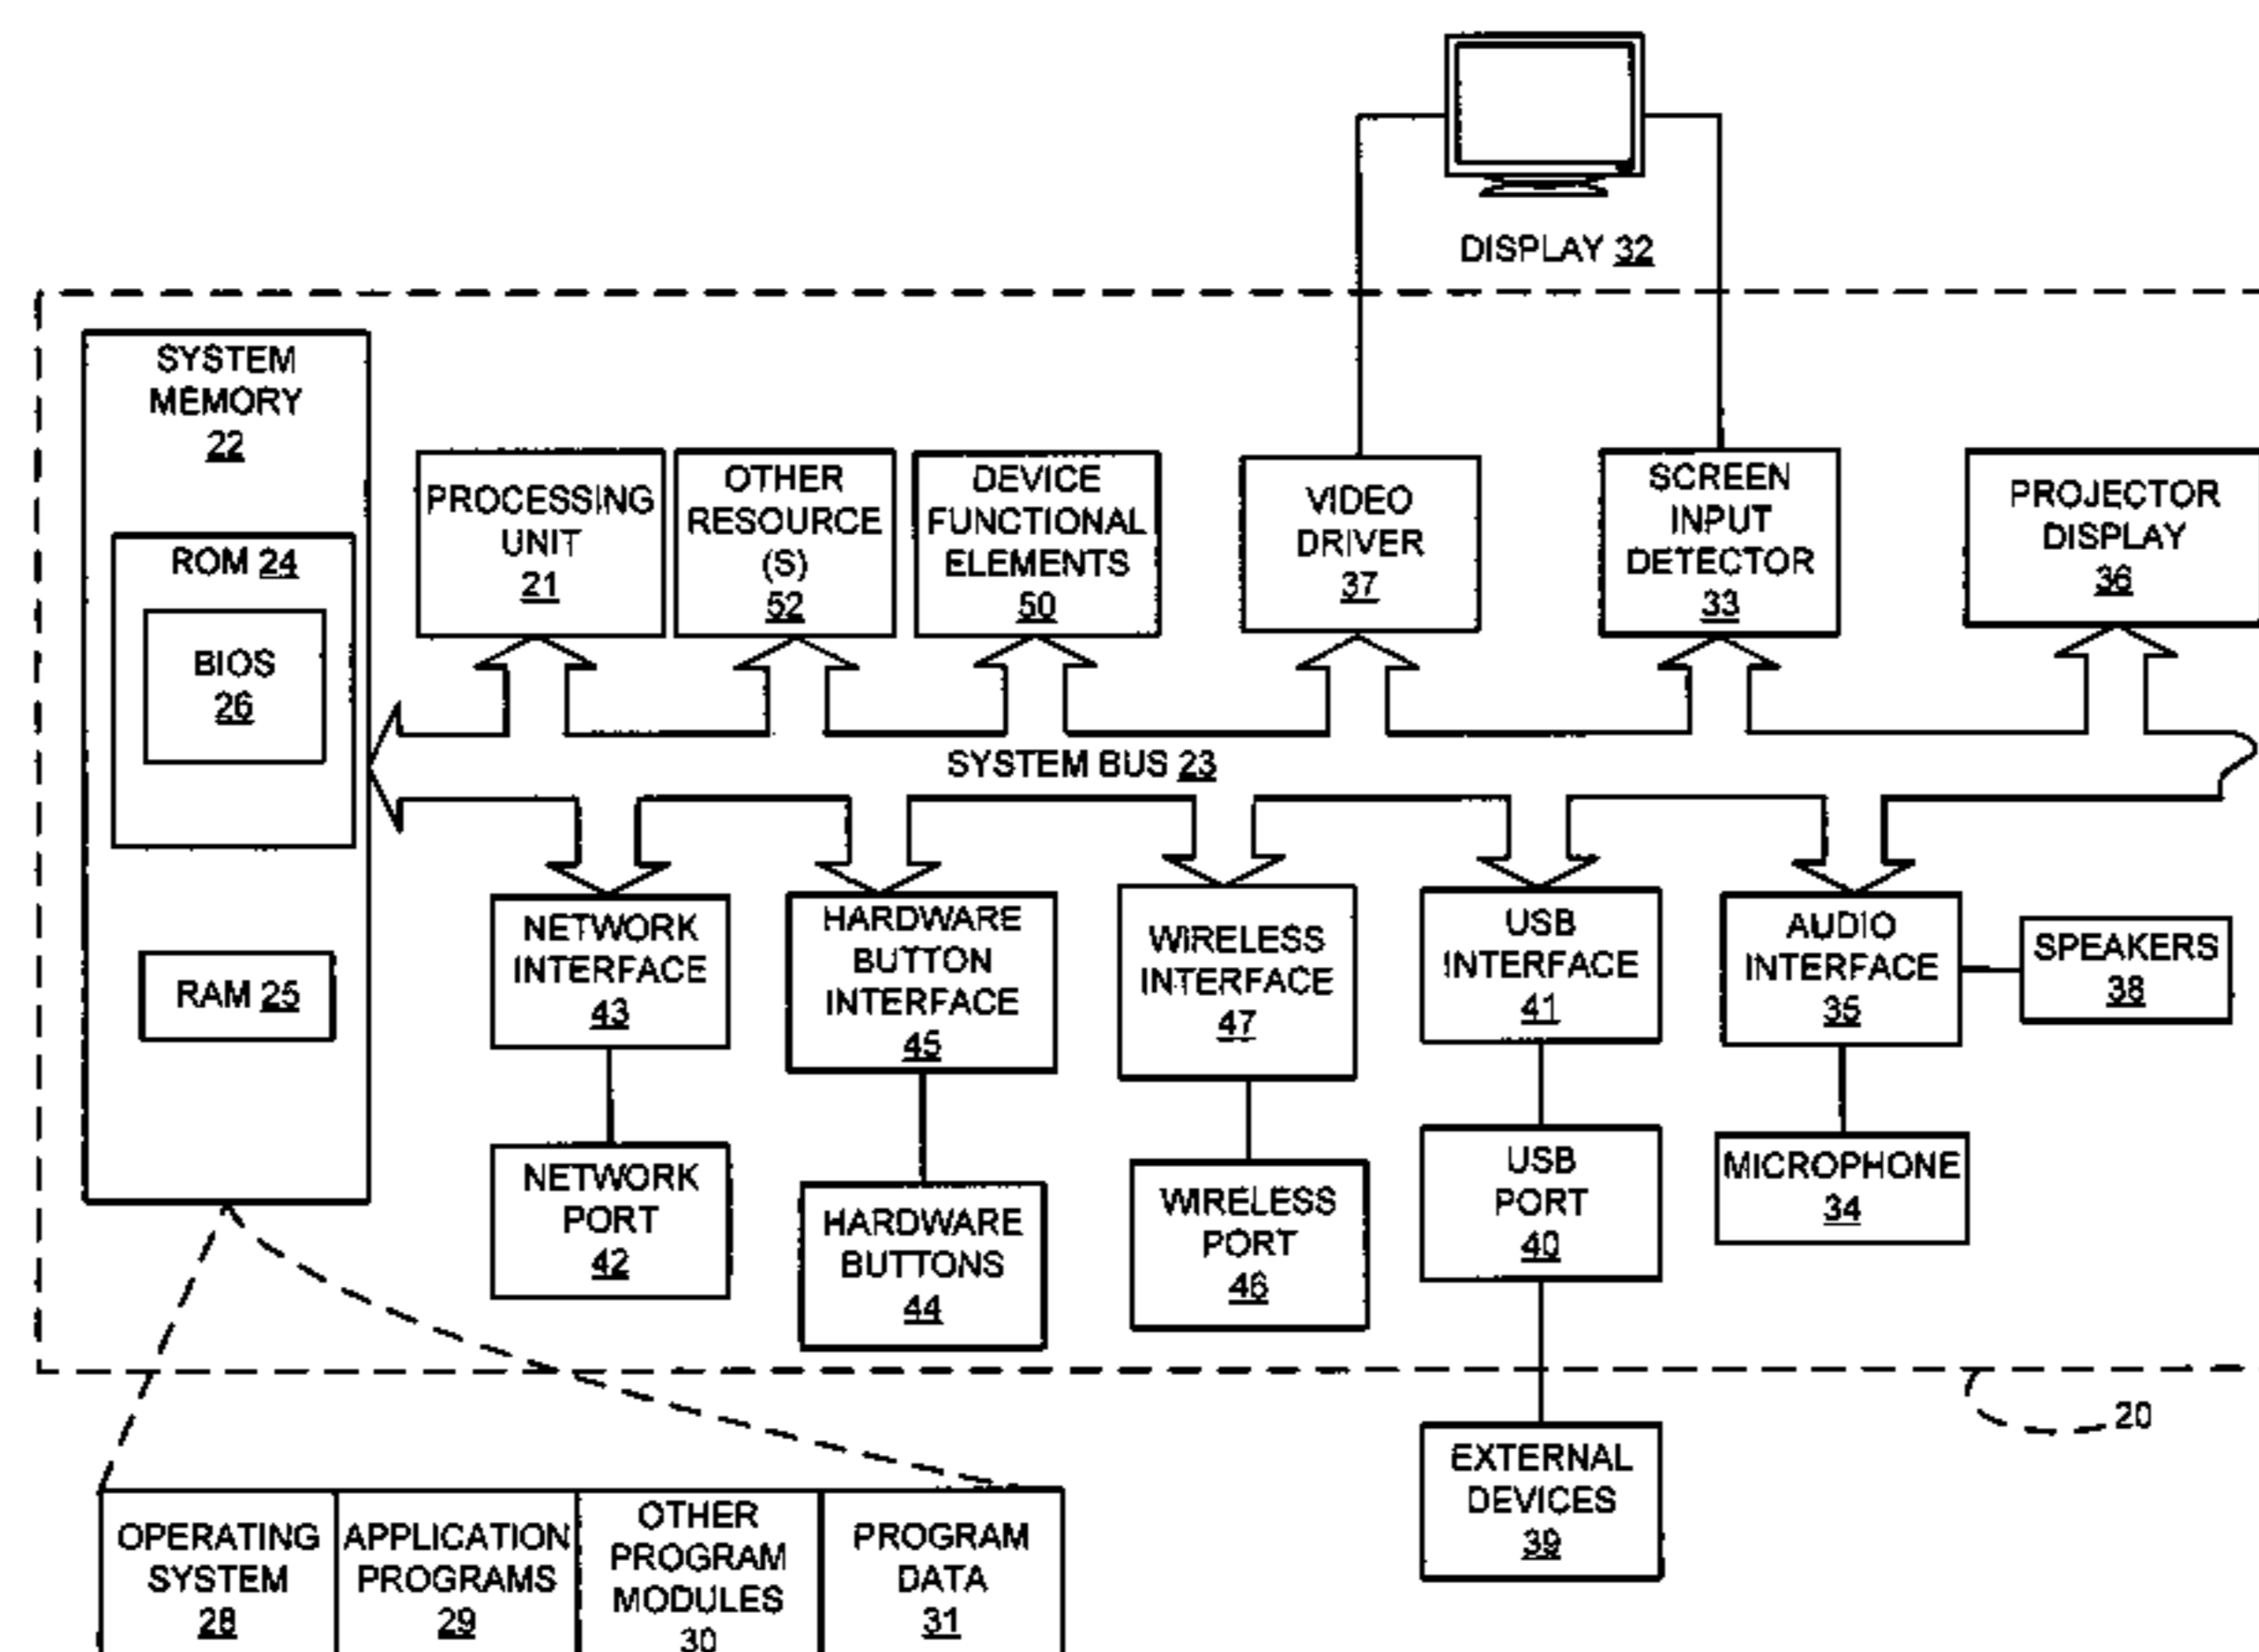 DISPLAY 32
SYSTEM
MEMORY
22
ROM 24
BIOS
26
RAM 25
PROCESSING
UNIT
21
OTHER
RESOURCE
(S)
52
DEVICE
FUNCTIONAL
ELEMENTS
50
VIDEO
DRIVER
37
SCREEN
INPUT
DETECTOR
33
PROJECTOR
DISPLAY
36
SYSTEM BUS 23
NETWORK
INTERFACE
43
HARDWARE
BUTTON
INTERFACE
45
WIRELESS
INTERFACE
47
USB
INTERFACE
41
AUDIO
INTERFACE
35
SPEAKERS
38
NETWORK
PORT
42
HARDWARE
BUTTONS
44
WIRELESS
PORT
46
USB
PORT
40
MICROPHONE
34
20
EXTERNAL
DEVICES
39
OPERATING
SYSTEM
28
APPLICATION
PROGRAMS
29
OTHER
PROGRAM
MODULES
30
PROGRAM
DATA
31